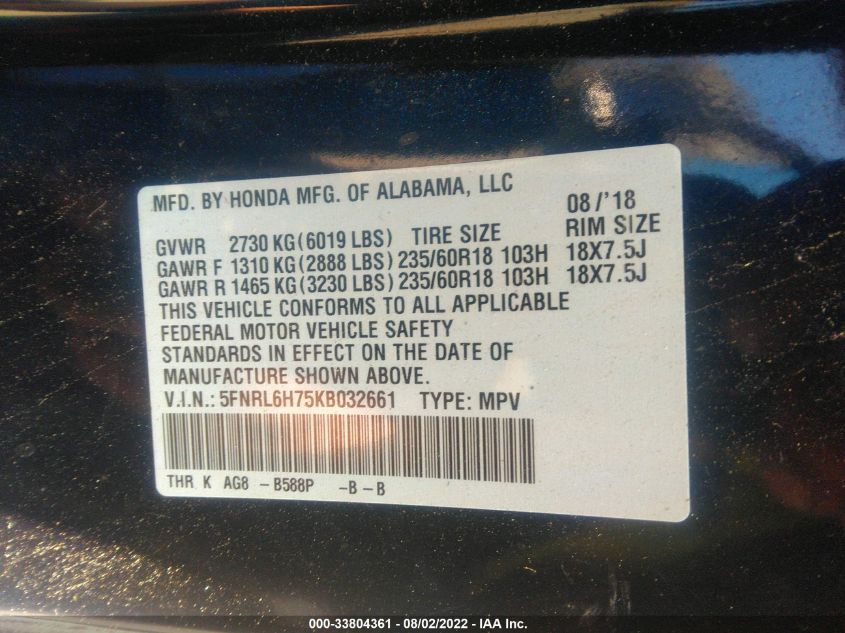 MFD. BY HONDA MFG. OF ALABAMA, LLC 08/'18
GVWR 2730 KG(6019 LBS) TIRE SIZE RIM SIZE
GAWR F 1310 KG(2888 LBS) 235/60R18 103H 18X7.5J
GAWR R 1465 KG(3230 LBS) 235/60R18 103H 18X7.5J
THIS VEHICLE CONFORMS TO ALL APPLICABLE
FEDERAL MOTOR VEHICLE SAFETY
STANDARDS IN EFFECT ON THE DATE OF
MANUFACTURE SHOWN ABOVE.
V.I.N.: 5FNRL6H75KB032661 TYPE: MPV
THR K AG8 -B588P -B-B
000-33804361 - 08/02/2022 - IAA Inc.